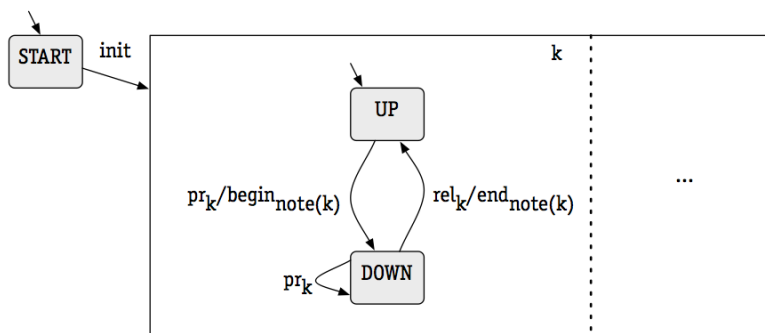 START
init
k
UP
pr_k/begin_note(k)
rel_k/end_note(k)
...
DOWN
pr_k